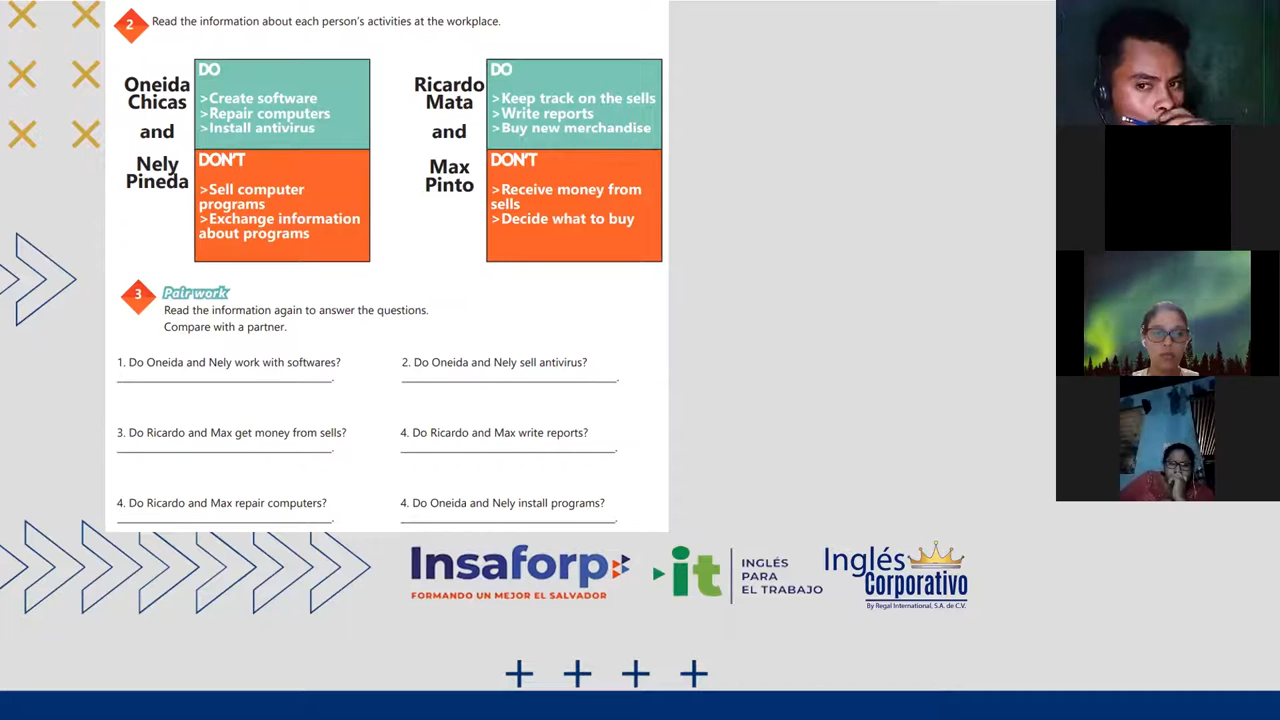 2
Read the information about each person's activities at the workplace.
Oneida
Chicas
and
Nely
Pineda
DO
>Create software
>Repair computers
>Install antivirus
DON'T
>Sell computer
programs
>Exchange information
about programs
Ricardo
Mata
and
Max
Pinto
DO
>Keep track on the sells
>Write reports
>Buy new merchandise
DON'T
>Receive money from
sells
>Decide what to buy
3
Pair work
Read the information again to answer the questions.
Compare with a partner.
1. Do Oneida and Nely work with softwares?
2. Do Oneida and Nely sell antivirus?
3. Do Ricardo and Max get money from sells?
4. Do Ricardo and Max write reports?
4. Do Ricardo and Max repair computers?
4. Do Oneida and Nely install programs?
Insaforp
FORMANDO UN MEJOR EL SALVADOR
it
INGLÉS
PARA
EL TRABAJO
Inglés
Corporativo
By Regal International, S.A. de C.V.